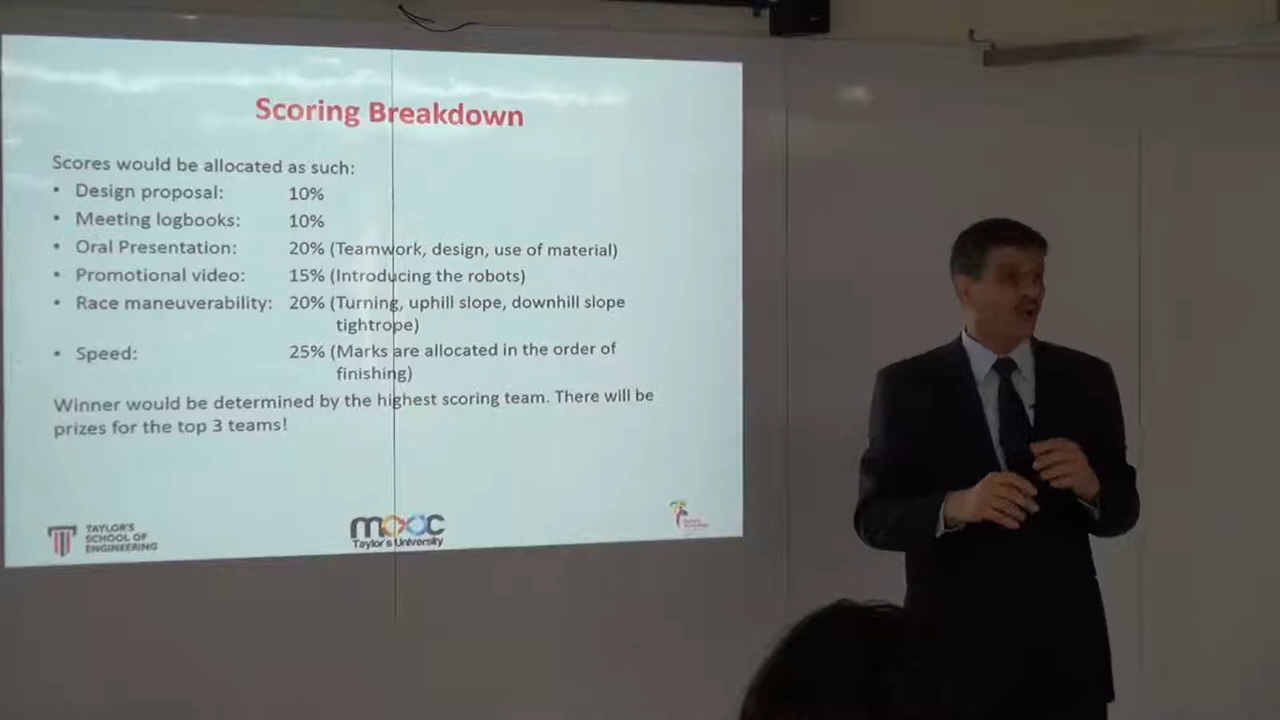 Scoring Breakdown
Scores would be allocated as such:
• Design proposal: 10%
• Meeting logbooks: 10%
• Oral Presentation: 20% (Teamwork, design, use of material)
• Promotional video: 15% (Introducing the robots)
• Race maneuverability: 20% (Turning, uphill slope, downhill slope
tightrope)
• Speed: 25% (Marks are allocated in the order of
finishing)
Winner would be determined by the highest scoring team. There will be
prizes for the top 3 teams!
TAYLOR'S
SCHOOL OF
ENGINEERING
mooc
Taylor's University